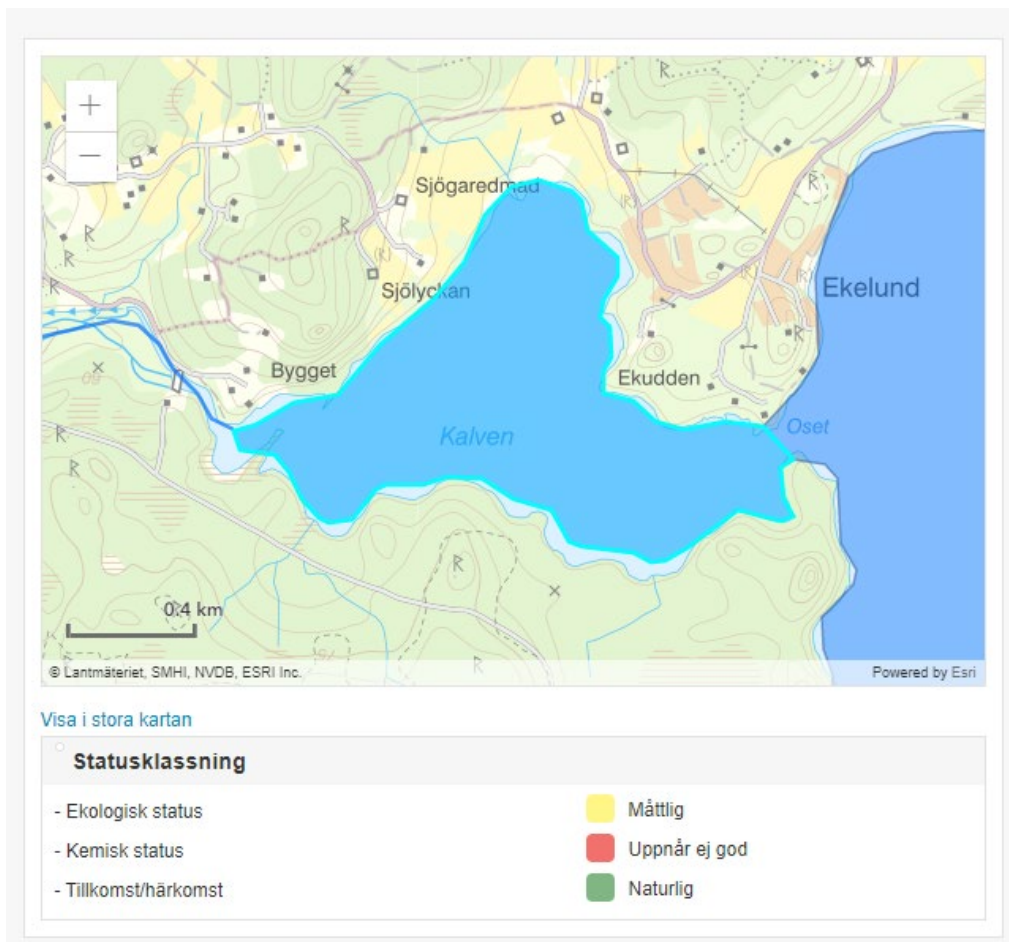 +
−
Sjögaredmad
(R)
R
R
R
R
(R)
R
Sjölyckan
(R)
(R)
Ekelund
R
R
Bygget
Ekudden
R
60
Kalven
Oset
R
R
R
0.4 km
R
© Lantmäteriet, SMHI, NVDB, ESRI Inc.
Powered by Esri
Visa i stora kartan
Statusklassning
- Ekologisk status Måttlig
- Kemisk status Uppnår ej god
- Tillkomst/härkomst Naturlig